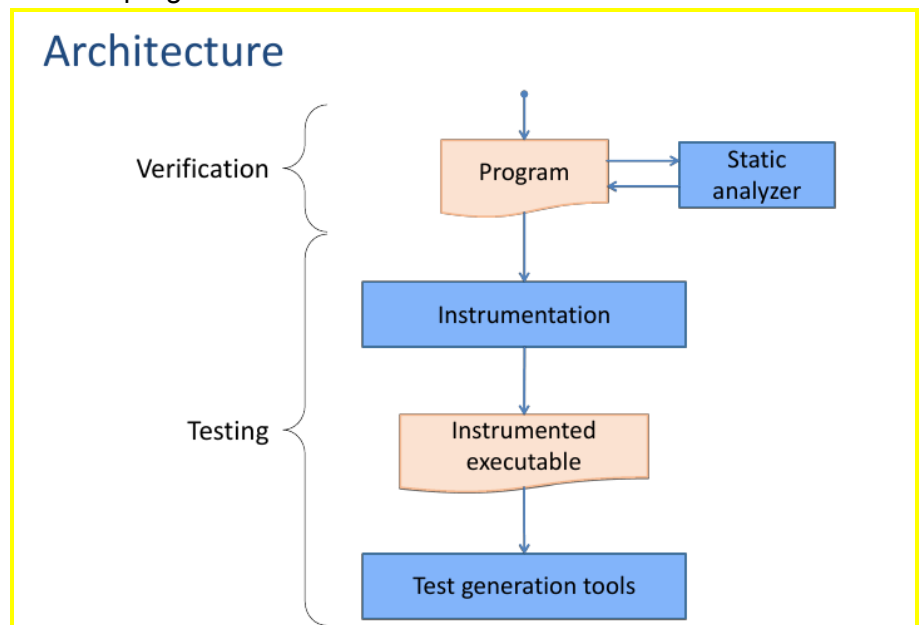 Architecture
Verification
Program
Static
analyzer
Instrumentation
Testing
Instrumented
executable
Test generation tools